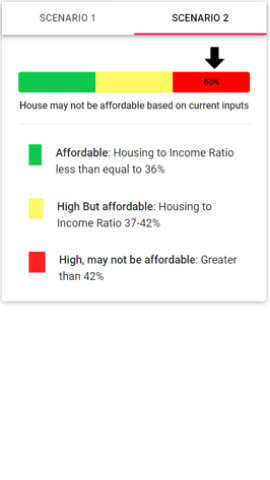 SCENARIO 1
SCENARIO 2
50%
House may not be affordable based on current inputs
Affordable: Housing to Income Ratio
less than equal to 36%
High But affordable: Housing to
Income Ratio 37-42%
High, may not be affordable: Greater
than 42%